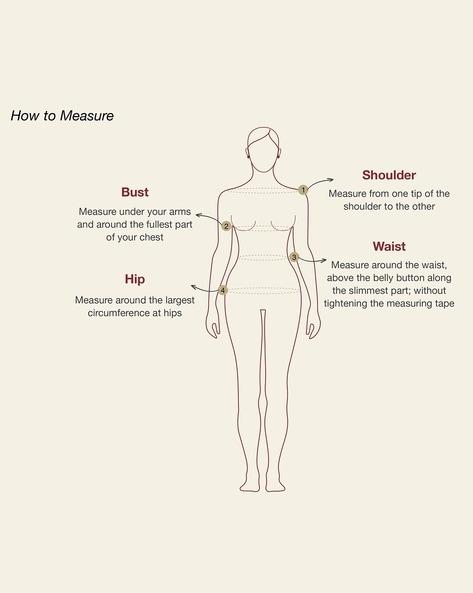 How to Measure
Shoulder
Measure from one tip of the
shoulder to the other
1
Bust
Measure under your arms
and around the fullest part
of your chest
2
Waist
Measure around the waist,
above the belly button along
the slimmest part; without
tightening the measuring tape
3
Hip
Measure around the largest
circumference at hips
4